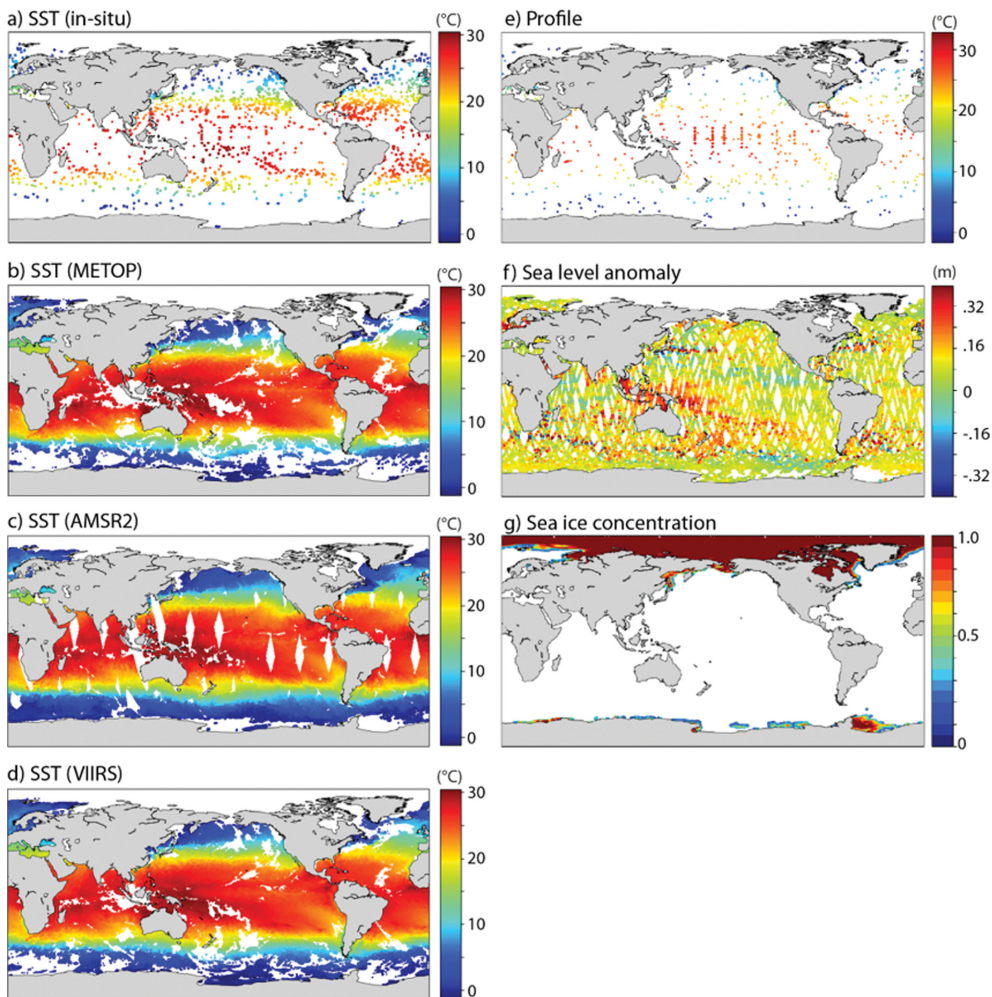 a) SST (in-situ)
(°C)
30
20
10
0
b) SST (METOP)
(°C)
30
20
10
0
c) SST (AMSR2)
(°C)
30
20
10
0
d) SST (VIIRS)
(°C)
30
20
10
0
e) Profile
(°C)
30
20
10
0
f) Sea level anomaly
(m)
.32
.16
0
-.16
-.32
g) Sea ice concentration
1.0
0.5
0